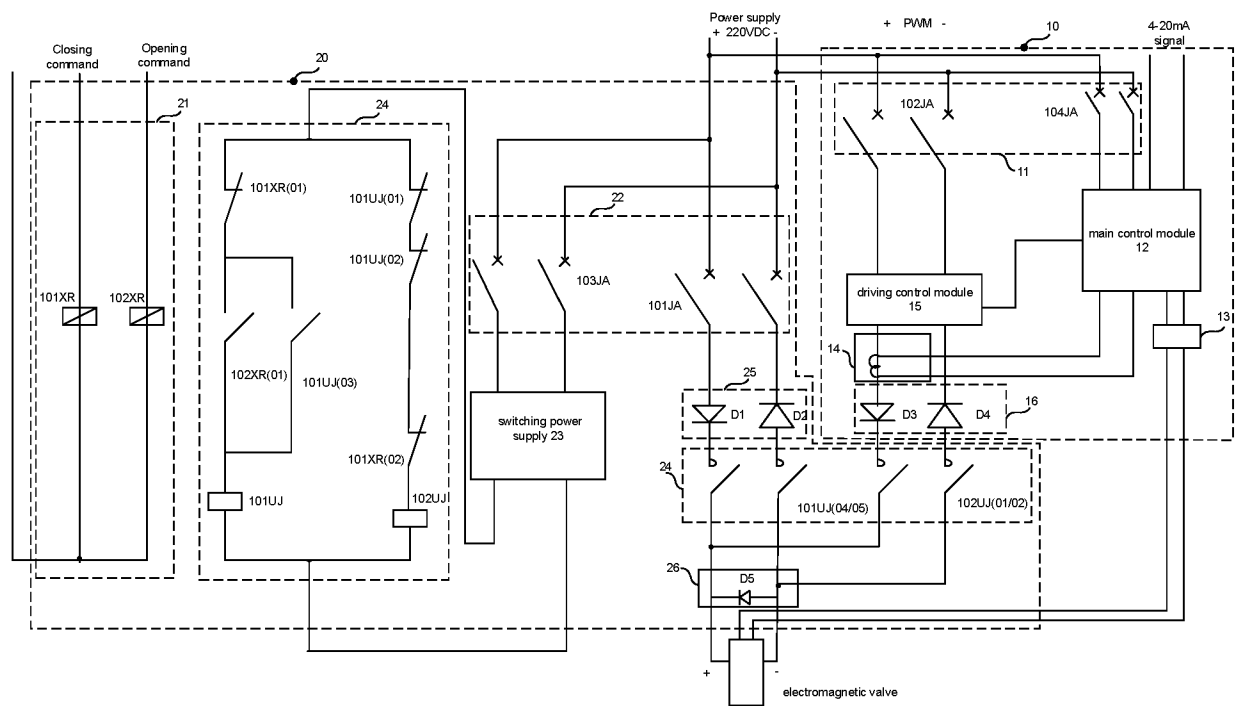 Power supply
+ 220VDC -
+ PWM -
10
4-20mA
signal
Closing
command
Opening
command
20
21
24
102JA
104JA
11
101XR(01)
101UJ(01)
22
main control module
12
101UJ(02)
103JA
101JA
driving control module
15
101XR
102XR
13
14
102XR(01)
101UJ(03)
25
D1
D2
D3
D4
16
switching power
supply 23
101XR(02)
24
101UJ
102UJ
101UJ(04/05)
102UJ(01/02)
26
D5
+
-
electromagnetic valve